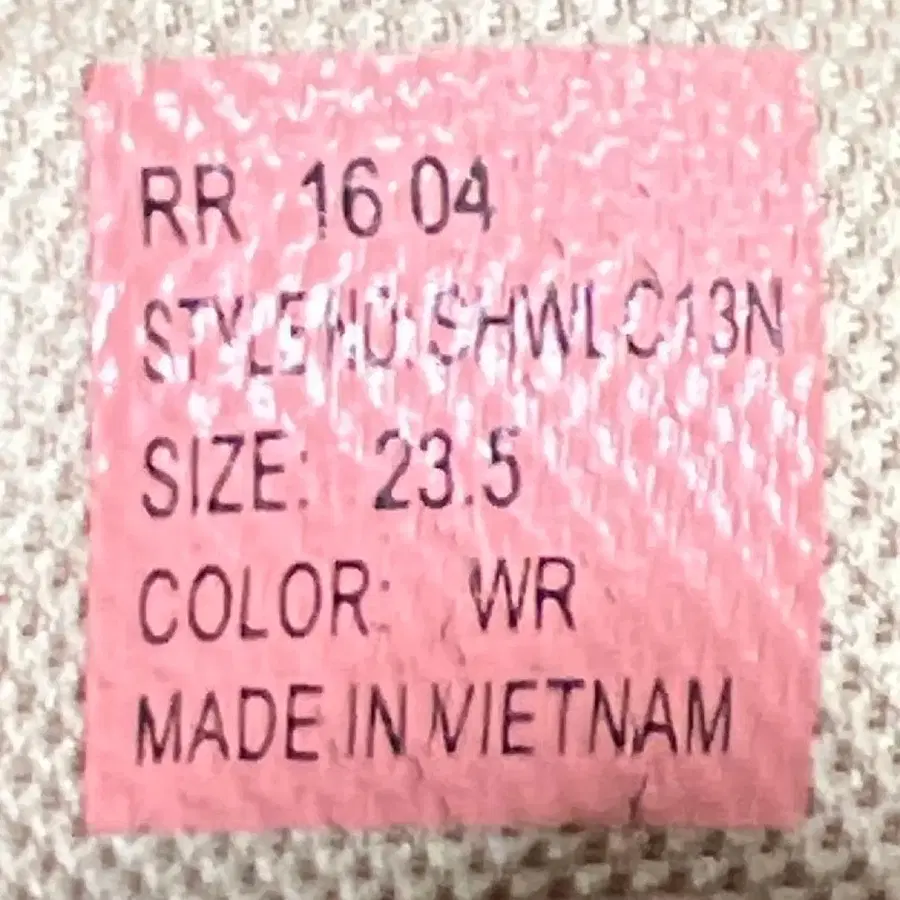 RR 16 04
STYLE NO.SHWLC13N
SIZE: 23.5
COLOR: WR
MADE IN VIETNAM